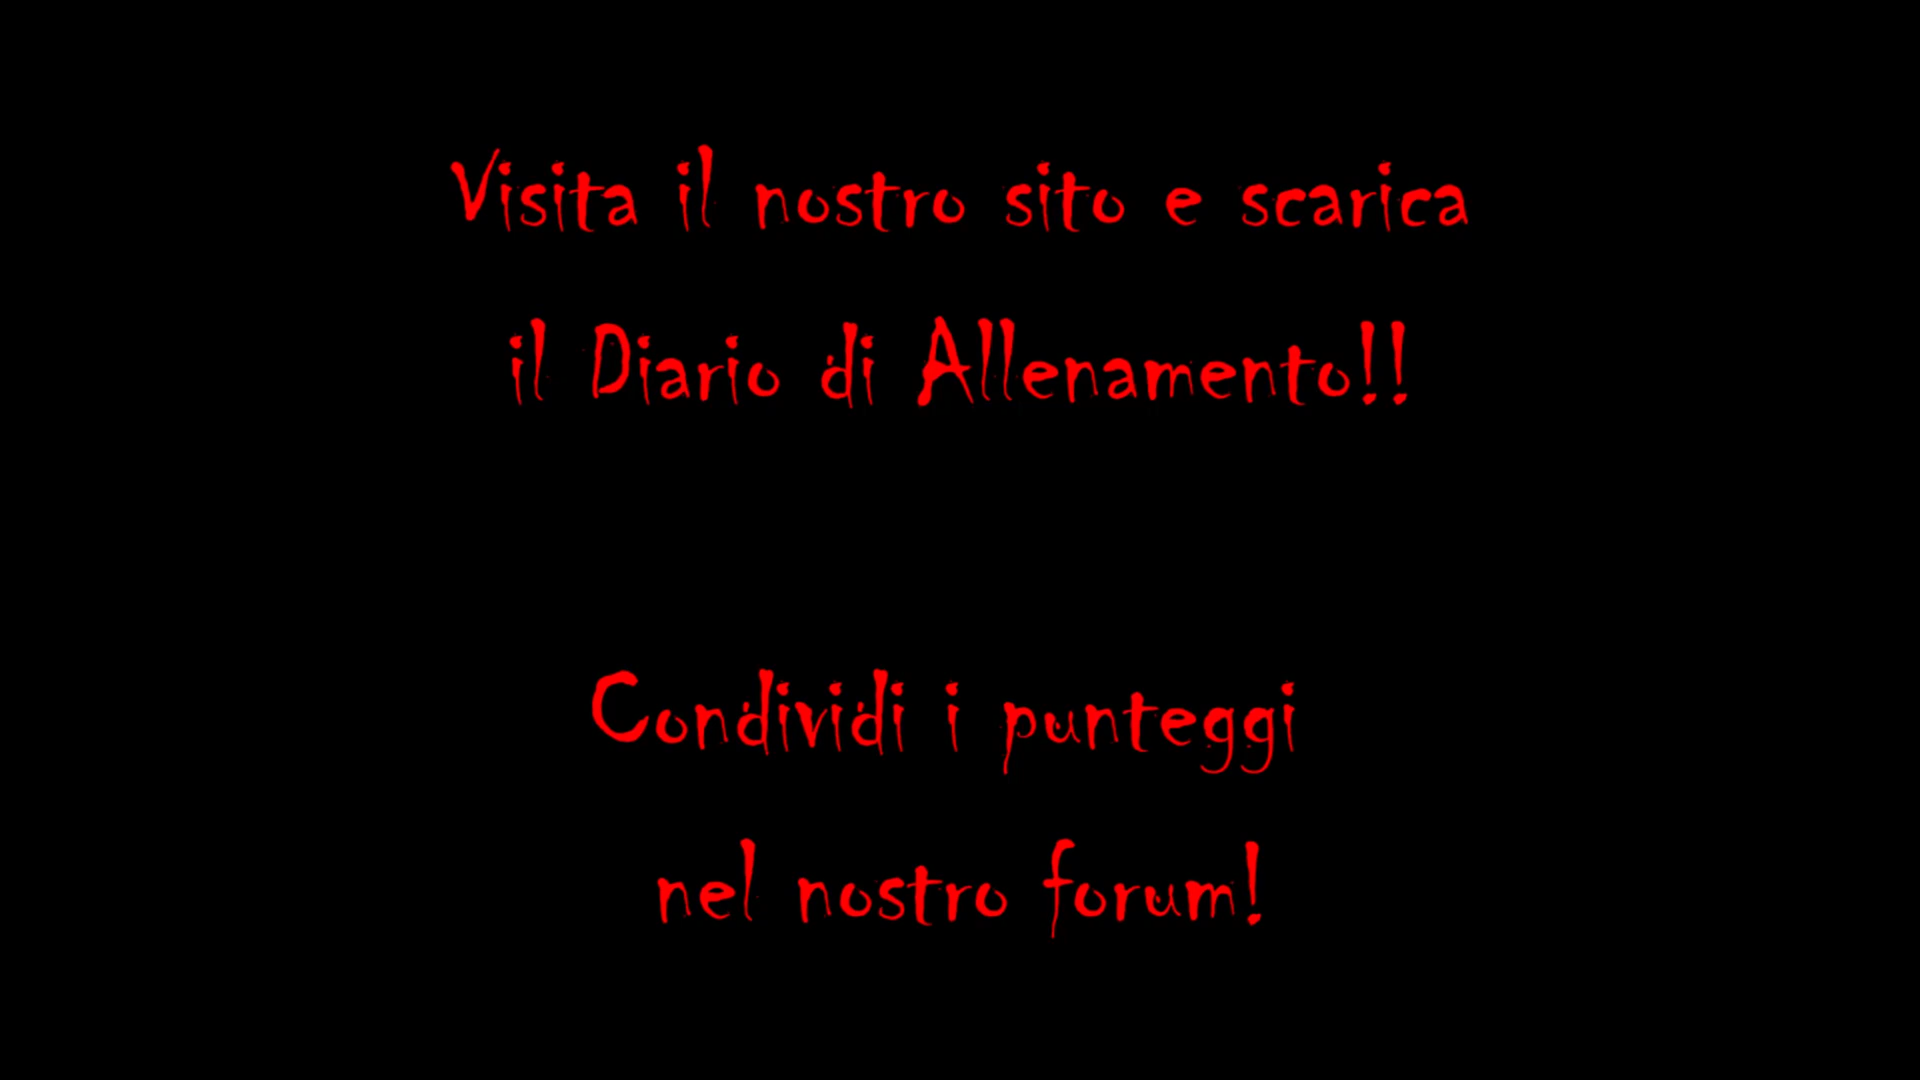 Visita il nostro sito e scarica
il Diario di Allenamento!!
Condividi i punteggi
nel nostro forum!